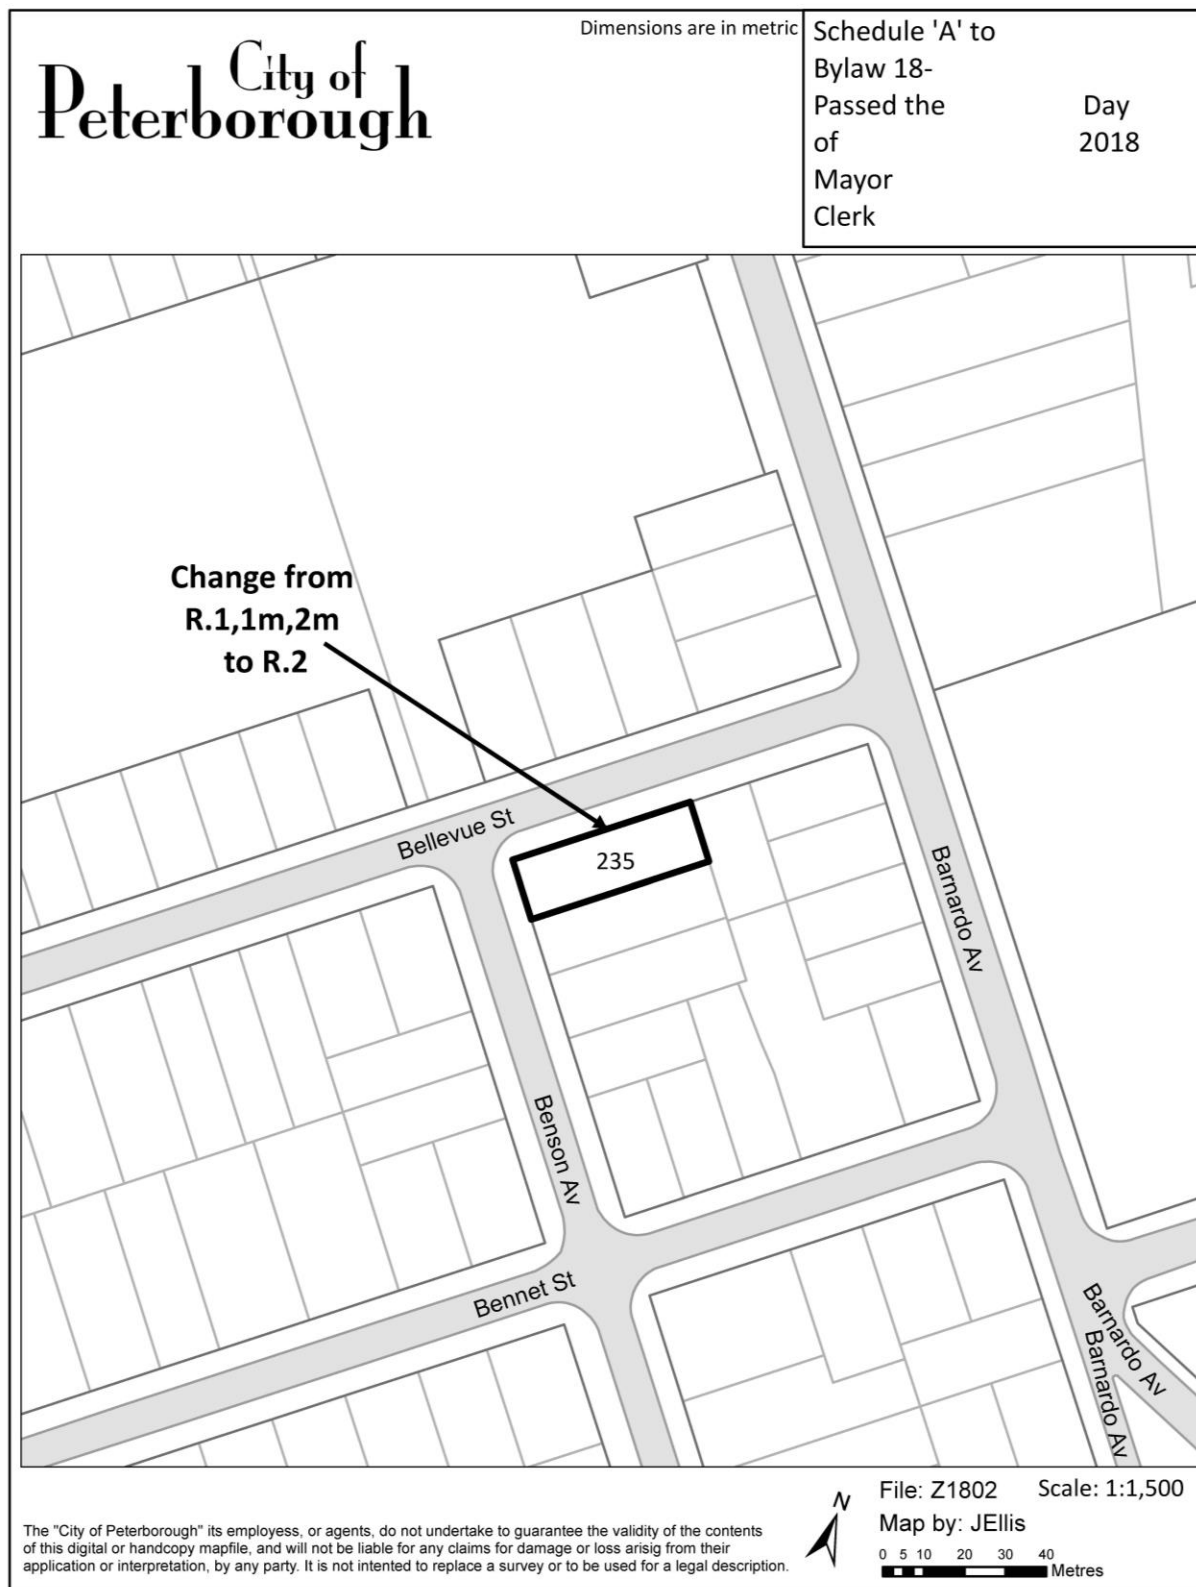 City of
Peterborough
Dimensions are in metric
Schedule 'A' to
Bylaw 18-
Passed the Day
of 2018
Mayor
Clerk
Change from
R.1,1m,2m
to R.2
Bellevue St
235
Barnardo Av
Benson Av
Bennet St
Barnardo Av
Barnardo Av
The "City of Peterborough" its employess, or agents, do not undertake to guarantee the validity of the contents
of this digital or handcopy mapfile, and will not be liable for any claims for damage or loss arisig from their
application or interpretation, by any party. It is not intended to replace a survey or to be used for a legal description.
N
File: Z1802 Scale: 1:1,500
Map by: JEllis
0 5 10 20 30 40
Metres